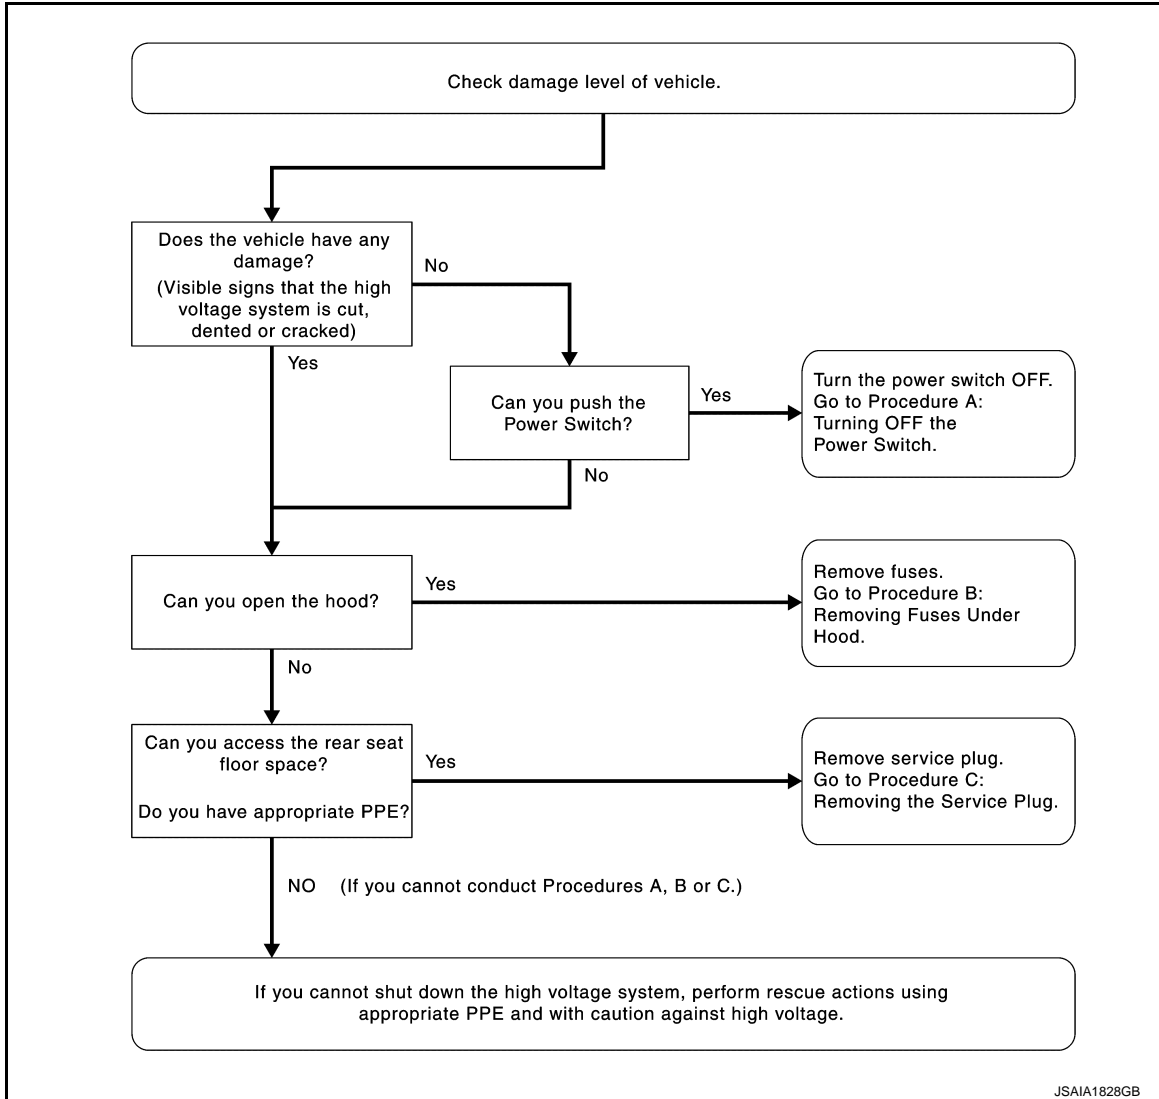 Check damage level of vehicle.
Does the vehicle have any
damage?
(Visible signs that the high
voltage system is cut,
dented or cracked)
No
Yes
Can you push the
Power Switch?
Yes
Turn the power switch OFF.
Go to Procedure A:
Turning OFF the
Power Switch.
No
Can you open the hood?
Yes
Remove fuses.
Go to Procedure B:
Removing Fuses Under
Hood.
No
Can you access the rear seat
floor space?
Do you have appropriate PPE?
Yes
Remove service plug.
Go to Procedure C:
Removing the Service Plug.
NO (If you cannot conduct Procedures A, B or C.)
If you cannot shut down the high voltage system, perform rescue actions using
appropriate PPE and with caution against high voltage.
JSAIA1828GB